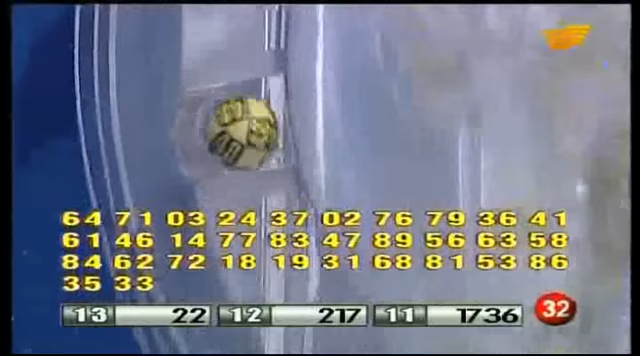 64 71 03 24 37 02 76 79 36 41
61 46 14 77 83 47 89 56 63 58
84 62 72 18 19 31 68 81 53 86
35 33
13 22 12 217 11 1736 32